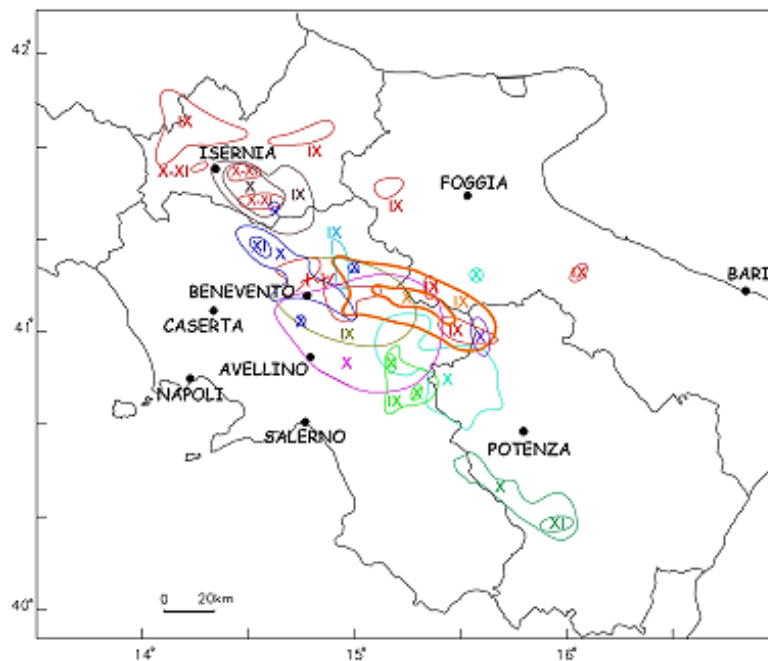 42°
IX
IX
ISERNIA
X-XI
X-XI
X
IX
X-XI
X
FOGGIA
IX
IX
XI
X
X
X
IX
BARI
BENEVENTO
IX
X
IX
CASERTA
41°
X
IX
IX
X
AVELLINO
X
X
X
NAPOLI
IX
X
SALERNO
POTENZA
X
XI
0 20km
40°
14°
15°
16°